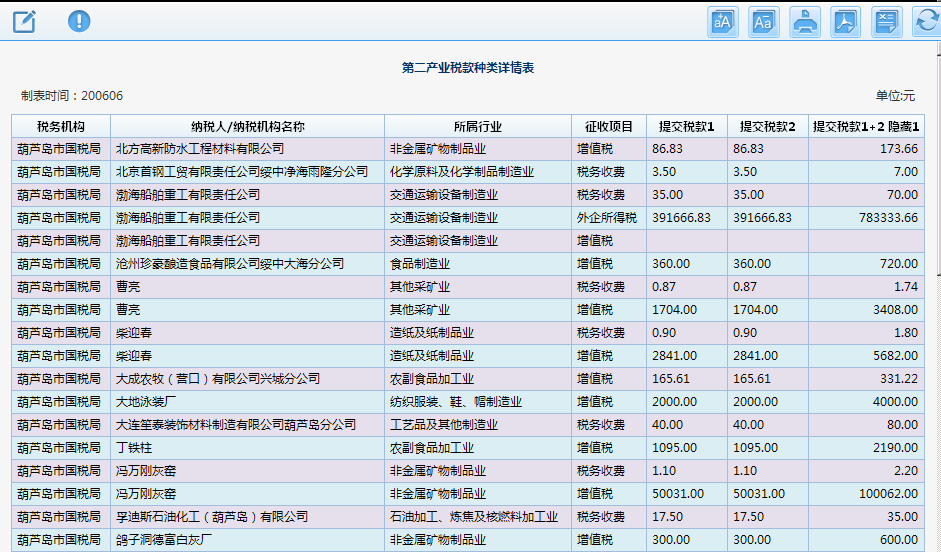 aA Aa
第二产业税款种类详情表
制表时间：200606 单位:元
税务机构 纳税人/纳税机构名称 所属行业 征收项目 提交税款1 提交税款2 提交税款1+2 隐藏1
葫芦岛市国税局 北方高新防水工程材料有限公司 非金属矿物制品业 增值税 86.83 86.83 173.66
葫芦岛市国税局 北京首钢工贸有限责任公司绥中净海雨隆分公司 化学原料及化学制品制造业 税务收费 3.50 3.50 7.00
葫芦岛市国税局 渤海船舶重工有限责任公司 交通运输设备制造业 税务收费 35.00 35.00 70.00
葫芦岛市国税局 渤海船舶重工有限责任公司 交通运输设备制造业 外企所得税 391666.83 391666.83 783333.66
葫芦岛市国税局 渤海船舶重工有限责任公司 交通运输设备制造业 增值税
葫芦岛市国税局 沧州珍豪酿造食品有限公司绥中大海分公司 食品制造业 增值税 360.00 360.00 720.00
葫芦岛市国税局 曹亮 其他采矿业 税务收费 0.87 0.87 1.74
葫芦岛市国税局 曹亮 其他采矿业 增值税 1704.00 1704.00 3408.00
葫芦岛市国税局 柴迎春 造纸及纸制品业 税务收费 0.90 0.90 1.80
葫芦岛市国税局 柴迎春 造纸及纸制品业 增值税 2841.00 2841.00 5682.00
葫芦岛市国税局 大成农牧（营口）有限公司兴城分公司 农副食品加工业 增值税 165.61 165.61 331.22
葫芦岛市国税局 大地泳装厂 纺织服装、鞋、帽制造业 增值税 2000.00 2000.00 4000.00
葫芦岛市国税局 大连笙泰装饰材料制造有限公司葫芦岛分公司 工艺品及其他制造业 税务收费 40.00 40.00 80.00
葫芦岛市国税局 丁铁柱 农副食品加工业 增值税 1095.00 1095.00 2190.00
葫芦岛市国税局 冯万刚灰窑 非金属矿物制品业 税务收费 1.10 1.10 2.20
葫芦岛市国税局 冯万刚灰窑 非金属矿物制品业 增值税 50031.00 50031.00 100062.00
葫芦岛市国税局 孚迪斯石油化工（葫芦岛）有限公司 石油加工、炼焦及核燃料加工业 税务收费 17.50 17.50 35.00
葫芦岛市国税局 鸽子洞德富白灰厂 非金属矿物制品业 增值税 300.00 300.00 600.00